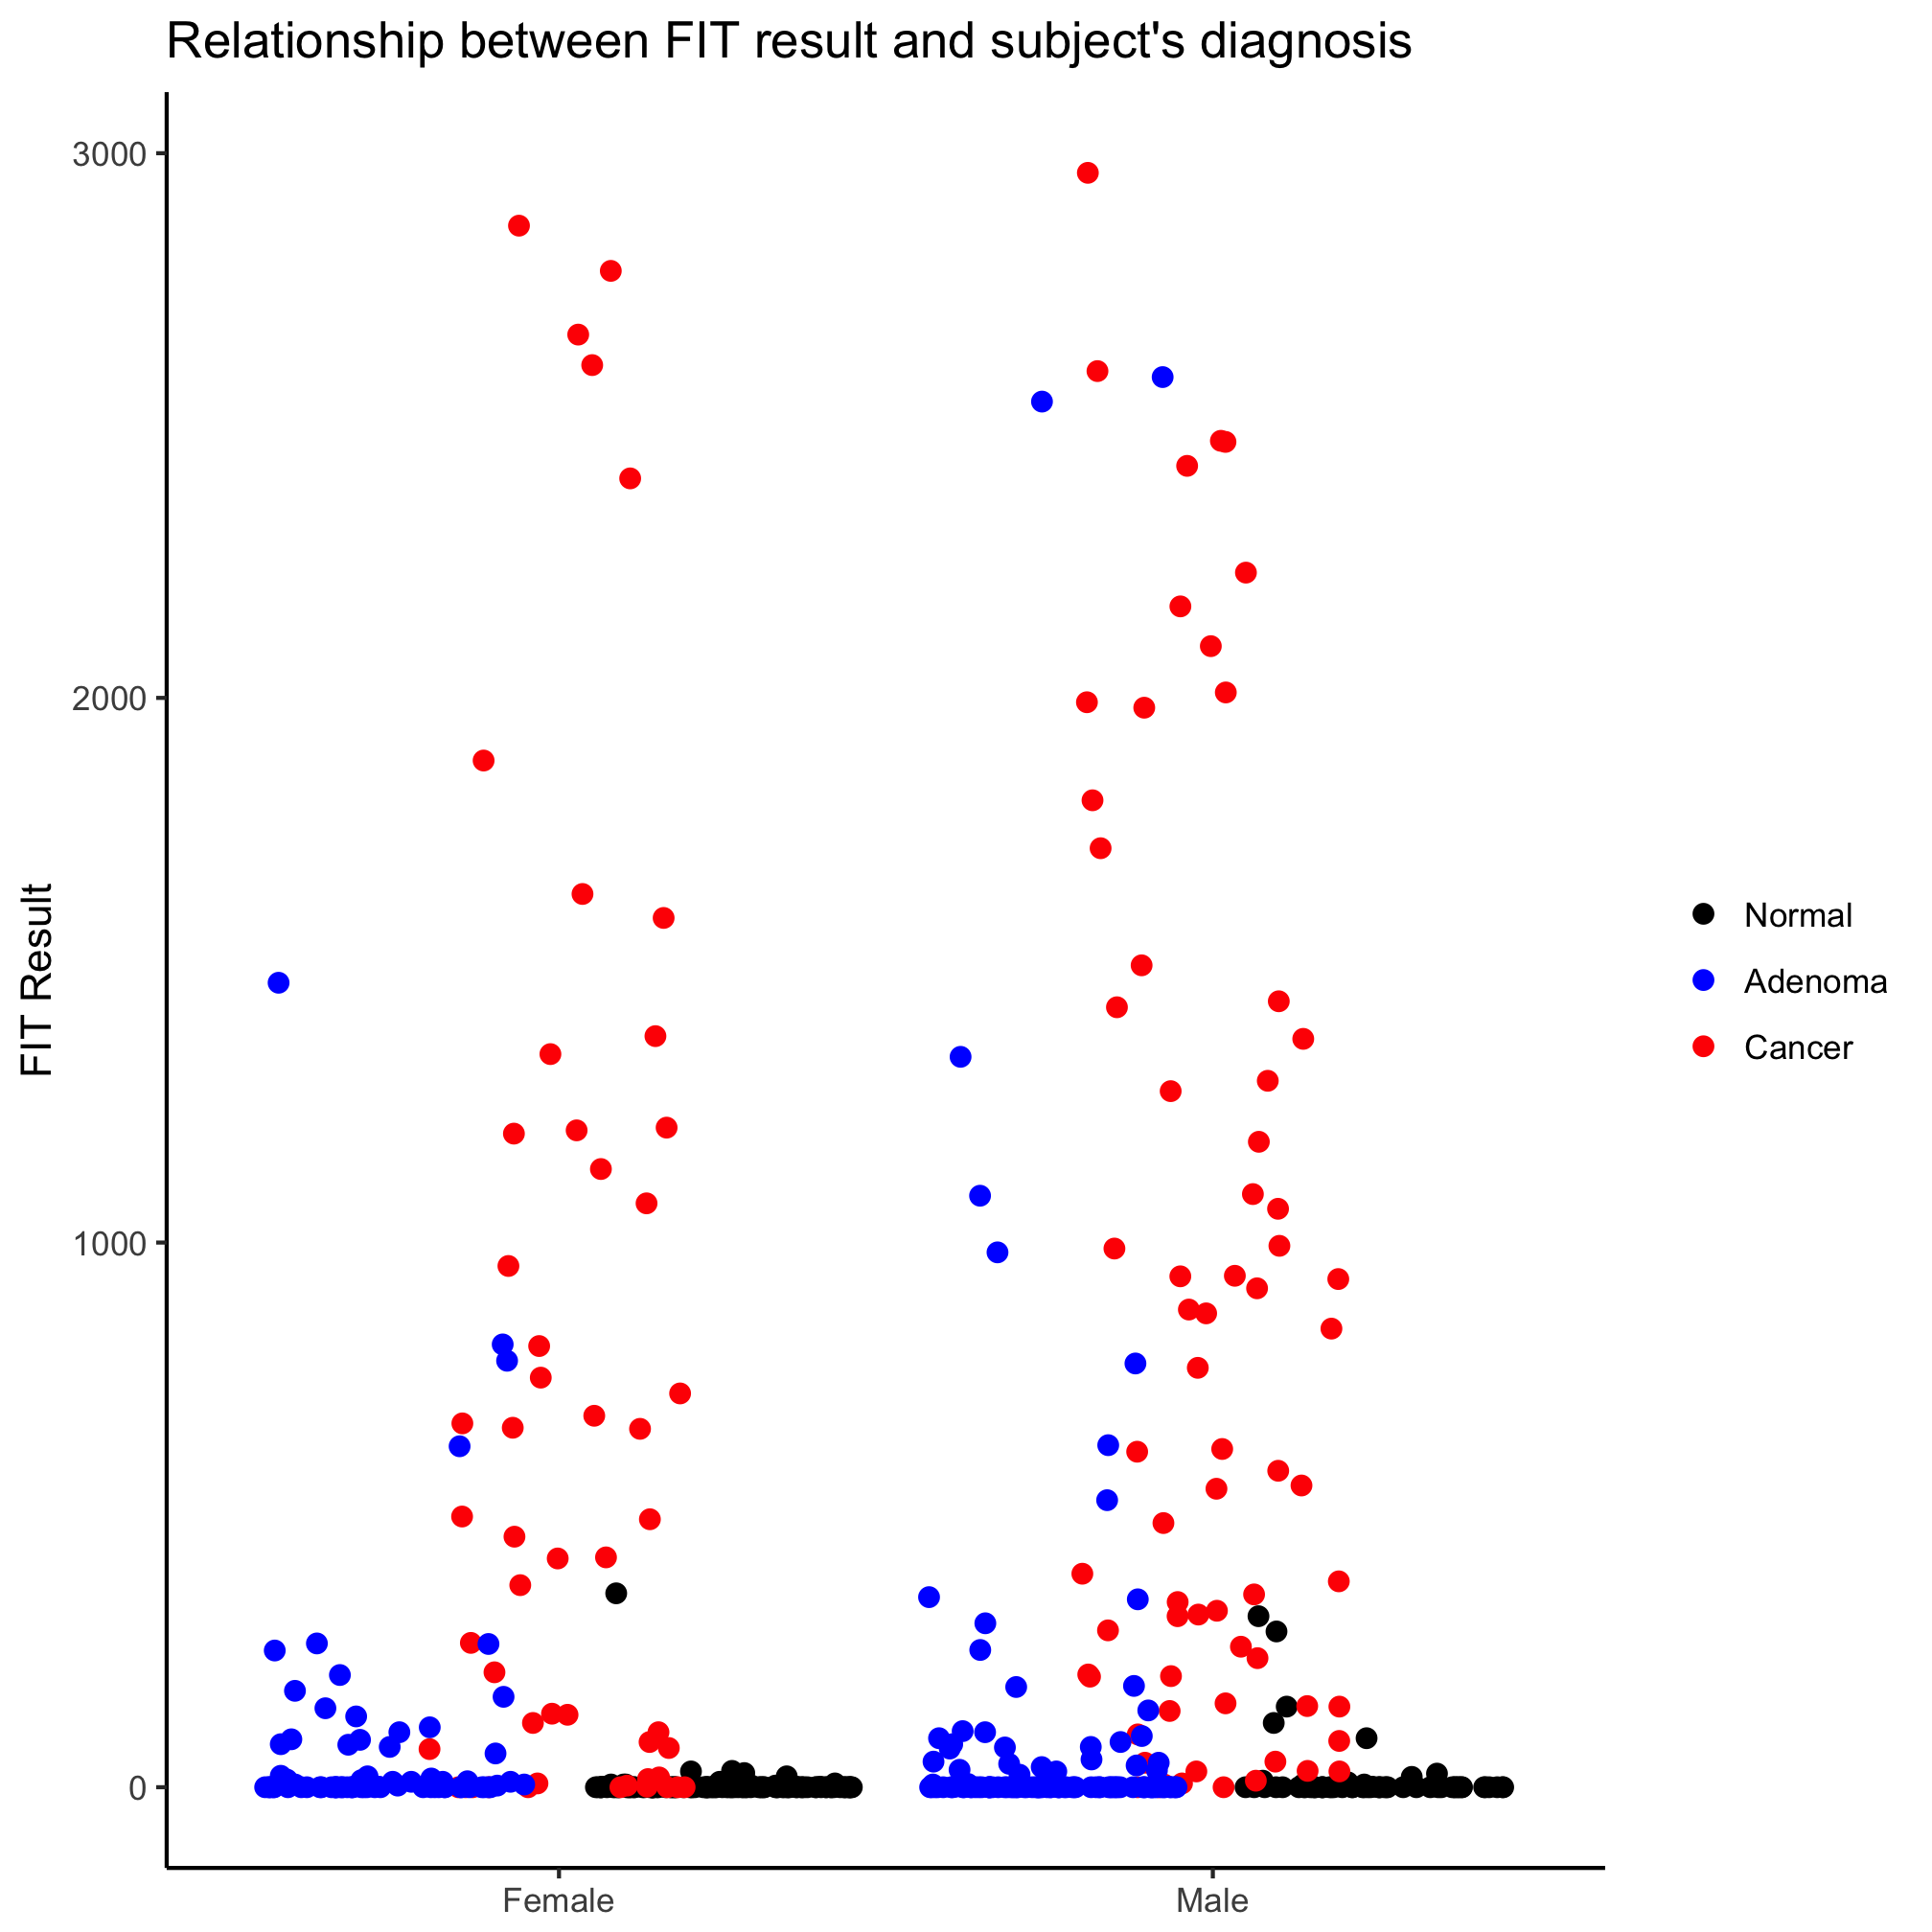 Relationship between FIT result and subject's diagnosis
3000
2000
1000
0
FIT Result
Female
Male
Normal
Adenoma
Cancer